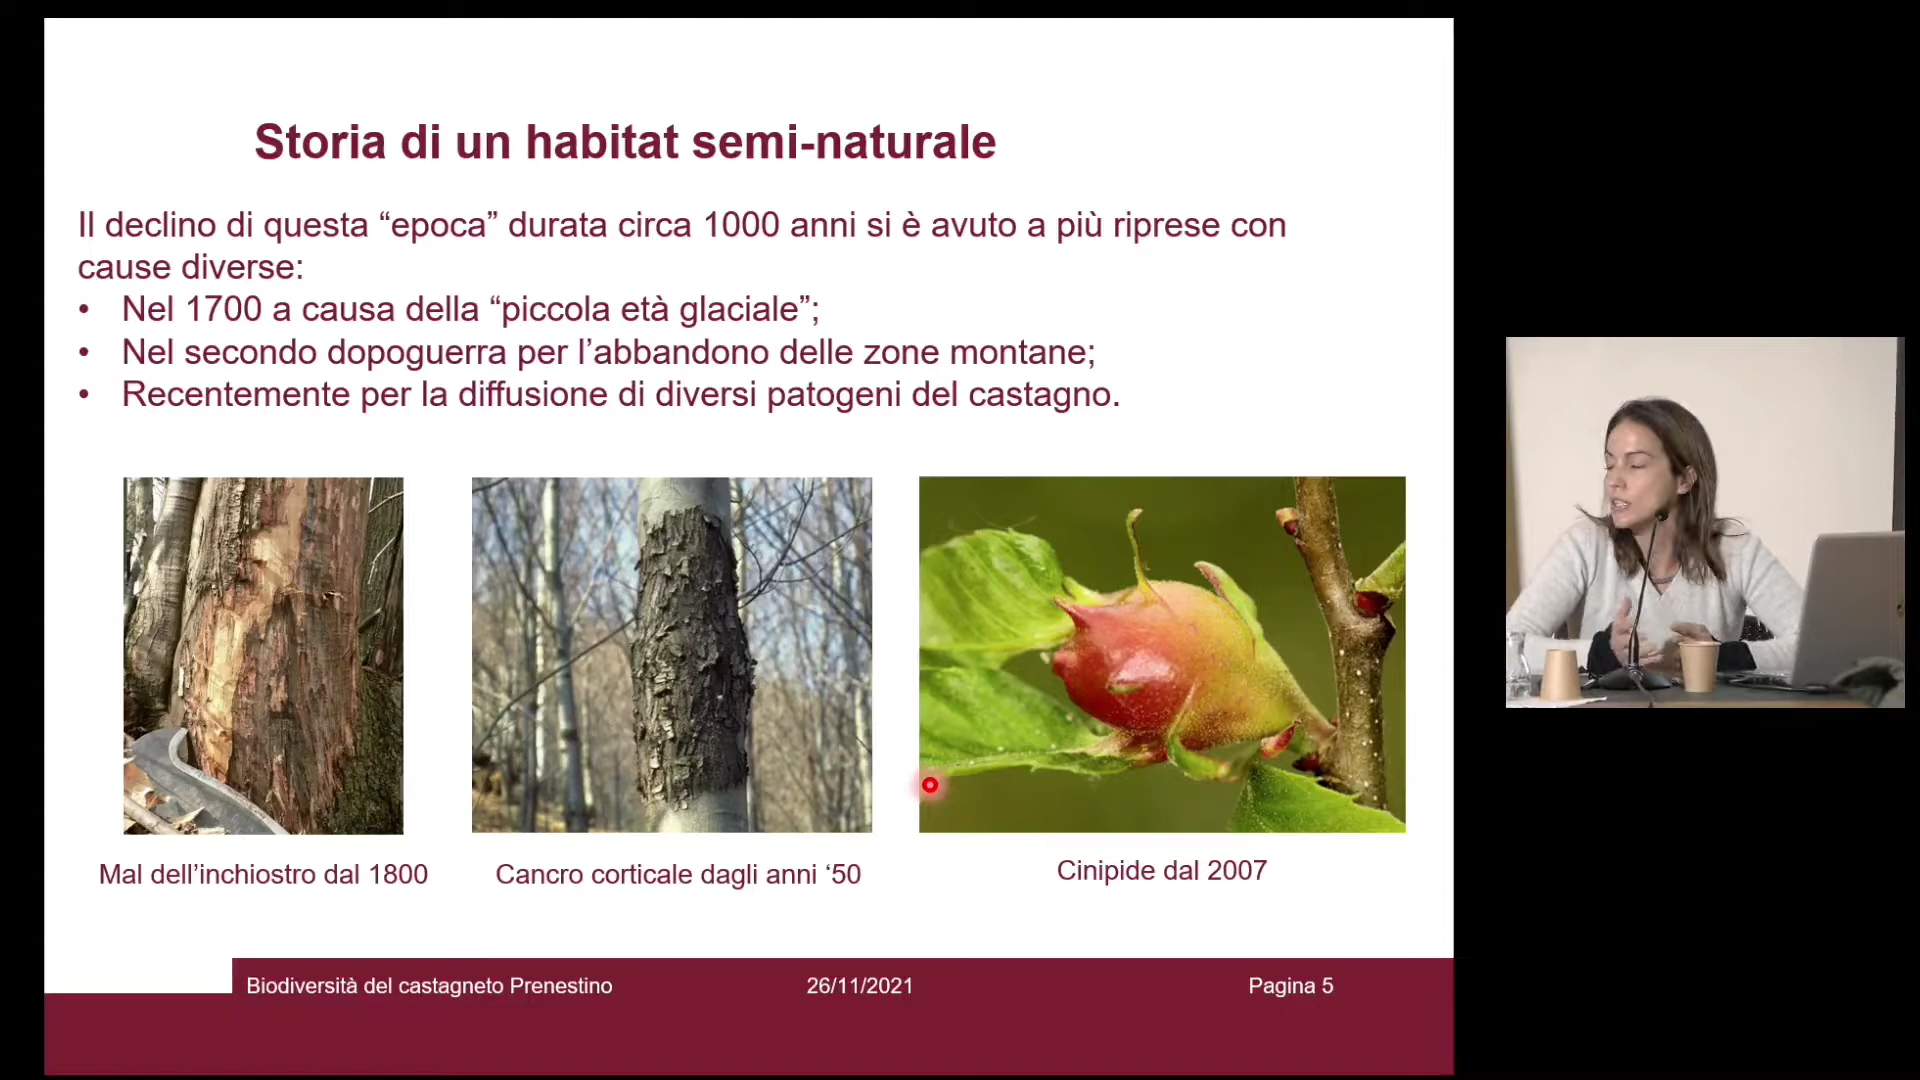 Storia di un habitat semi-naturale
Il declino di questa “epoca” durata circa 1000 anni si è avuto a più riprese con
cause diverse:
• Nel 1700 a causa della “piccola età glaciale”;
• Nel secondo dopoguerra per l’abbandono delle zone montane;
• Recentemente per la diffusione di diversi patogeni del castagno.
Mal dell’inchiostro dal 1800
Cancro corticale dagli anni ‘50
Cinipide dal 2007
Biodiversità del castagneto Prenestino
26/11/2021
Pagina 5